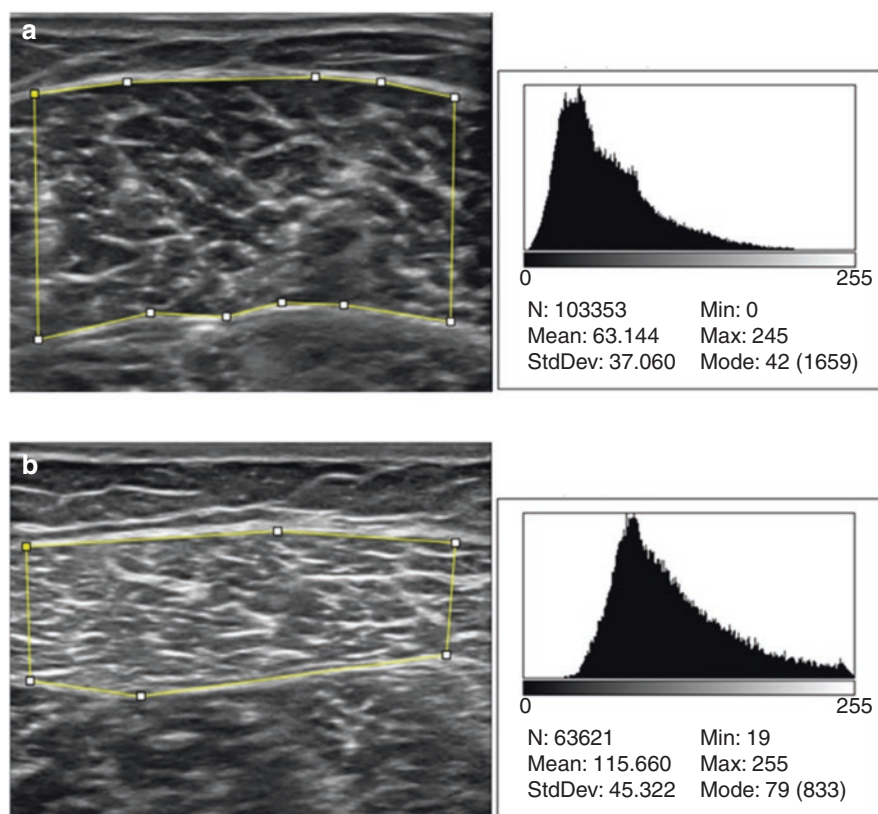 a
0 255
N: 103353 Min: 0
Mean: 63.144 Max: 245
StdDev: 37.060 Mode: 42 (1659)
b
0 255
N: 63621 Min: 19
Mean: 115.660 Max: 255
StdDev: 45.322 Mode: 79 (833)